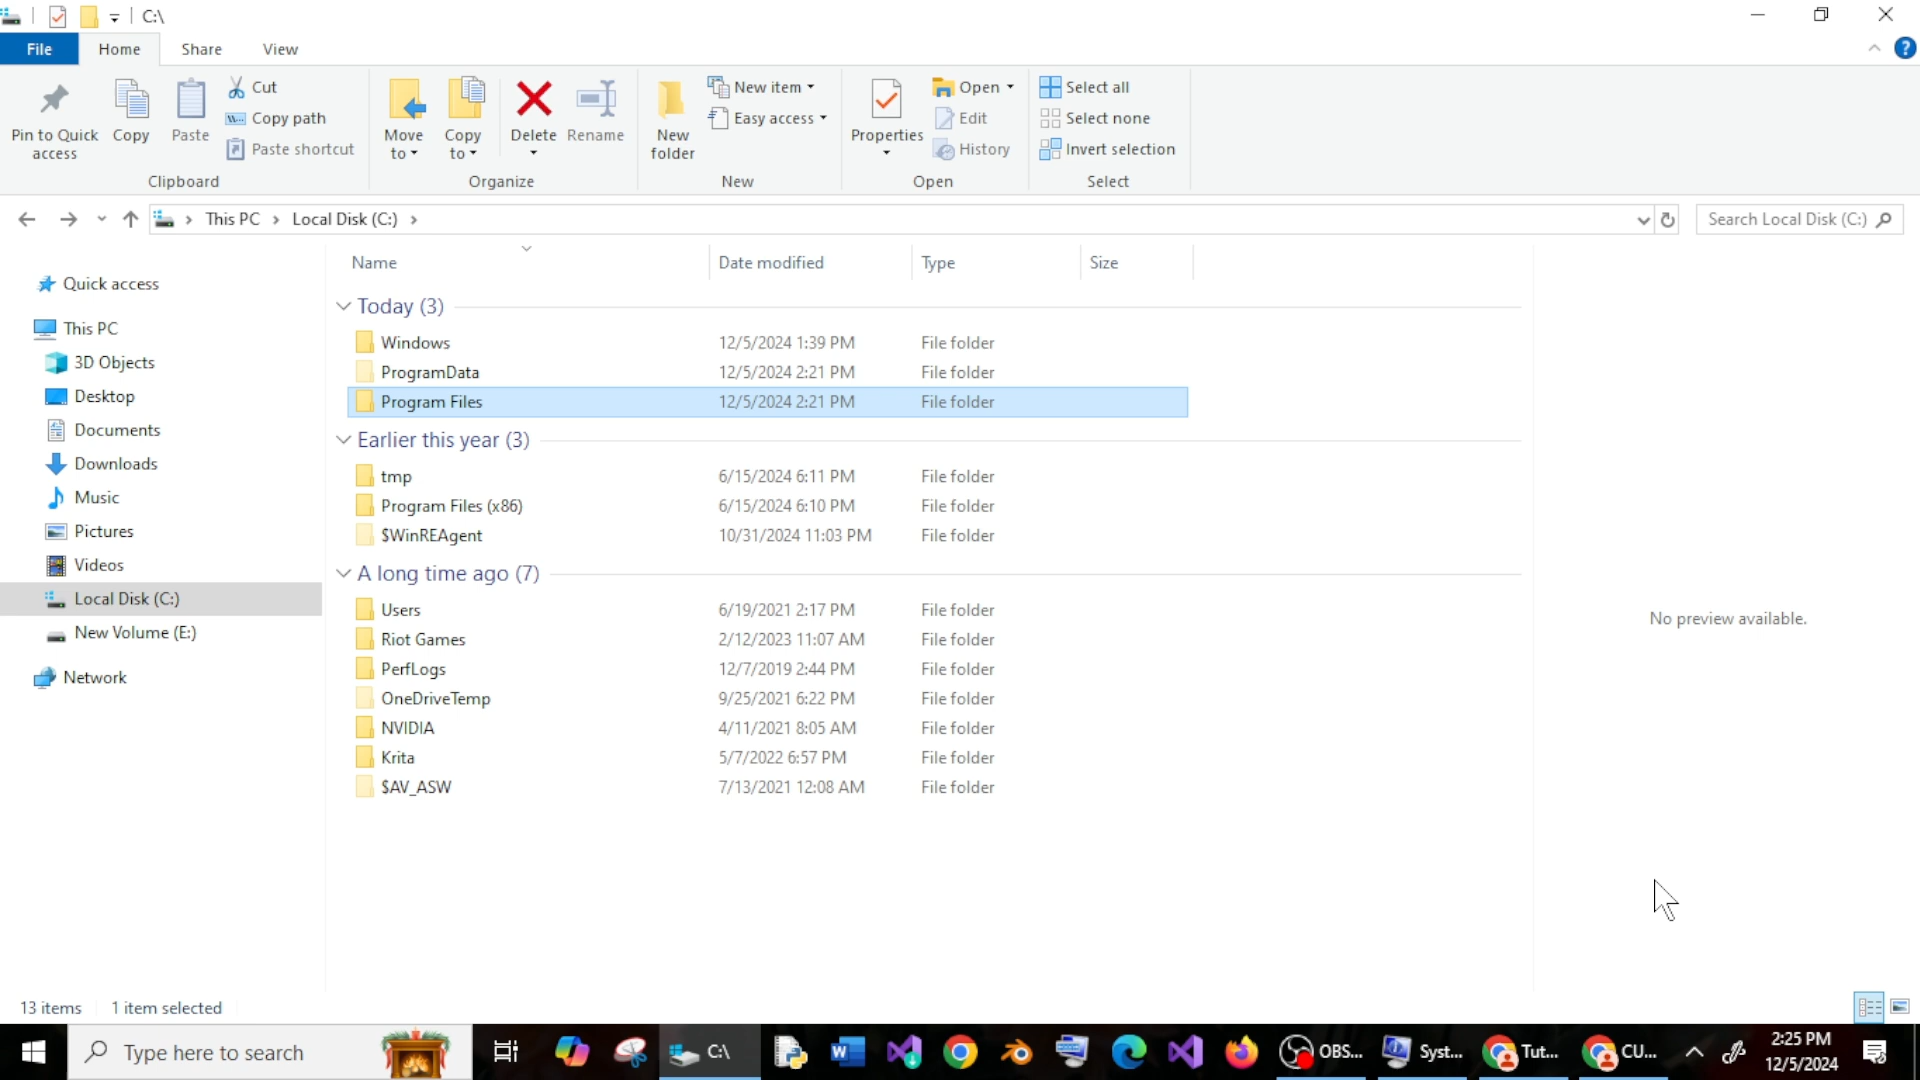 C:\
File Home Share View
Pin to Quick access
Copy
Paste
Cut
Copy path
Paste shortcut
Clipboard
Move to
Copy to
Delete
Rename
Organize
New folder
New item
Easy access
New
Properties
Open
Edit
History
Open
Select all
Select none
Invert selection
Select
This PC Local Disk (C:)
Search Local Disk (C:)
Quick access
This PC
3D Objects
Desktop
Documents
Downloads
Music
Pictures
Videos
Local Disk (C:)
New Volume (E:)
Network
Name Date modified Type Size
Today (3)
Windows 12/5/2024 1:39 PM File folder
ProgramData 12/5/2024 2:21 PM File folder
Program Files 12/5/2024 2:21 PM File folder
Earlier this year (3)
tmp 6/15/2024 6:11 PM File folder
Program Files (x86) 6/15/2024 6:10 PM File folder
$WinREAgent 10/31/2024 11:03 PM File folder
A long time ago (7)
Users 6/19/2021 2:17 PM File folder
Riot Games 2/12/2023 11:07 AM File folder
PerfLogs 12/7/2019 2:44 PM File folder
OneDriveTemp 9/25/2021 6:22 PM File folder
NVIDIA 4/11/2021 8:05 AM File folder
Krita 5/7/2022 6:57 PM File folder
$AV_ASW 7/13/2021 12:08 AM File folder
No preview available.
13 items 1 item selected
Type here to search
C:\
OBS...
Syst...
Tut...
CU...
2:25 PM
12/5/2024